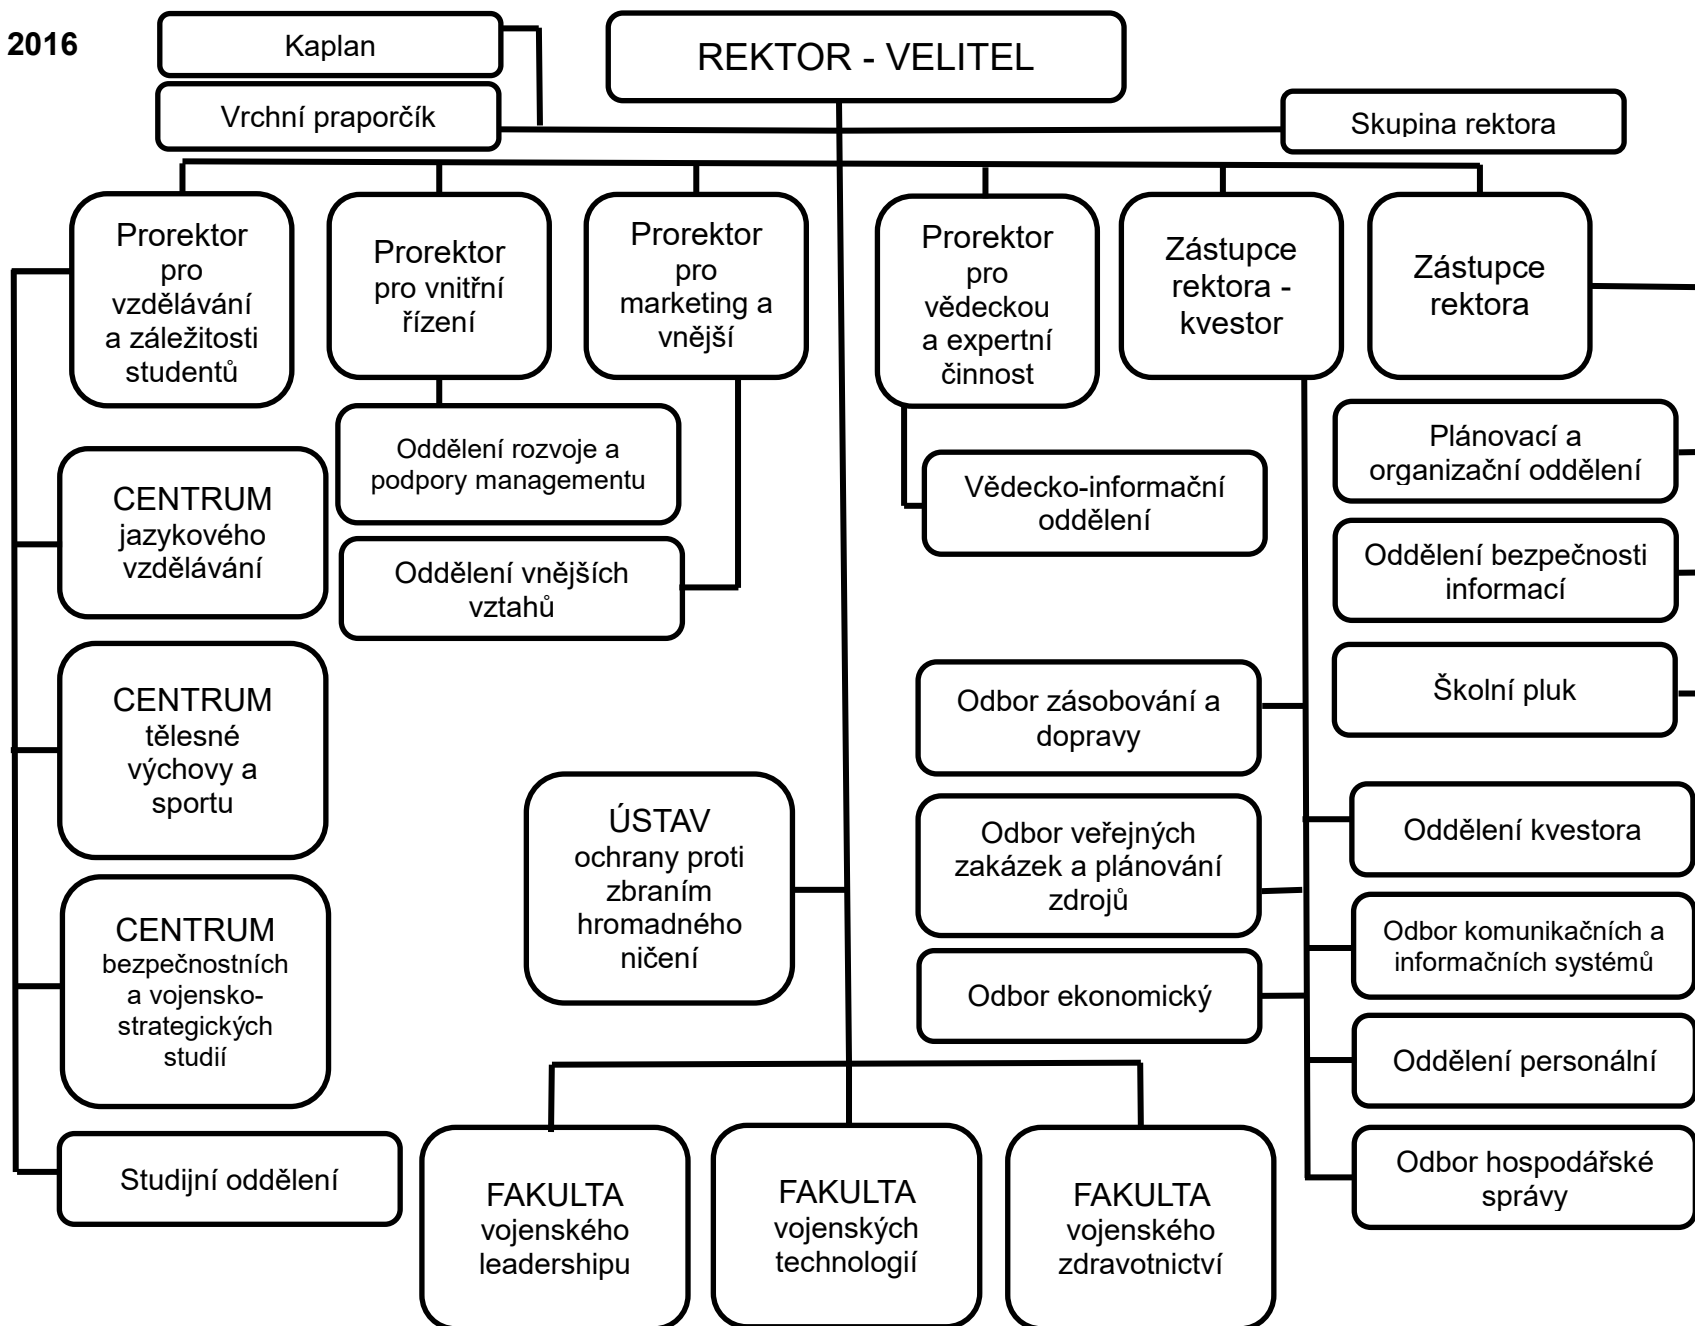 2016
Kaplan
REKTOR - VELITEL
Vrchní praporčík
Skupina rektora
Prorektor
pro
vzdělávání
a záležitosti
studentů
Prorektor
pro vnitřní
řízení
Prorektor
pro
marketing a
vnější
Prorektor
pro
vědeckou
a expertní
činnost
Zástupce
rektora -
kvestor
Zástupce
rektora
Oddělení rozvoje a
podpory managementu
Plánovací a
organizační oddělení
CENTRUM
jazykového
vzdělávání
Vědecko-informační
oddělení
Oddělení vnějších
vztahů
Oddělení bezpečnosti
informací
CENTRUM
tělesné
výchovy a
sportu
Odbor zásobování a
dopravy
Školní pluk
ÚSTAV
ochrany proti
zbraním
hromadného
ničení
Odbor veřejných
zakázek a plánování
zdrojů
Oddělení kvestora
CENTRUM
bezpečnostních
a vojensko-
strategických
studií
Odbor ekonomický
Odbor komunikačních a
informačních systémů
Oddělení personální
Studijní oddělení
FAKULTA
vojenského
leadershipu
FAKULTA
vojenských
technologií
FAKULTA
vojenského
zdravotnictví
Odbor hospodářské
správy